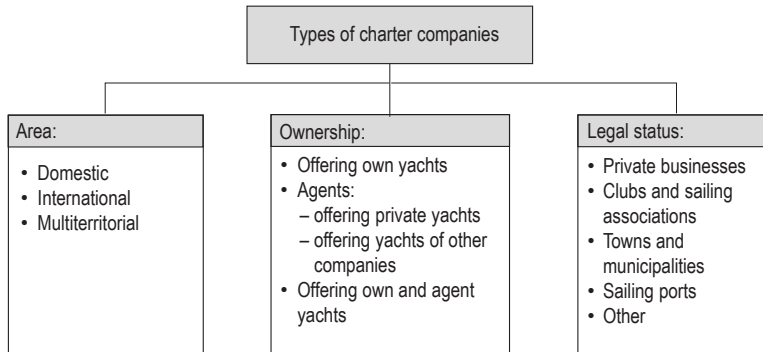 Types of charter companies
Area:
• Domestic
• International
• Multiterritorial
Ownership:
• Offering own yachts
• Agents:
– offering private yachts
– offering yachts of other
companies
• Offering own and agent
yachts
Legal status:
• Private businesses
• Clubs and sailing
associations
• Towns and
municipalities
• Sailing ports
• Other